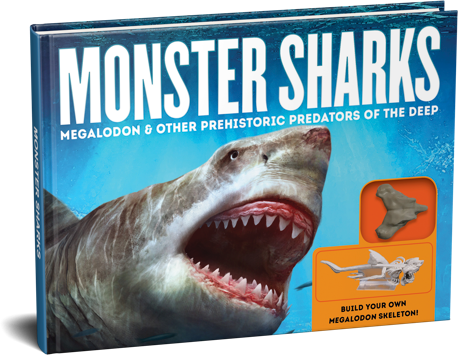 MONSTER SHARKS
MEGALODON & OTHER PREHISTORIC PREDATORS OF THE DEEP
MONSTER SHARKS
BUILD YOUR OWN
MEGALODON SKELETON!